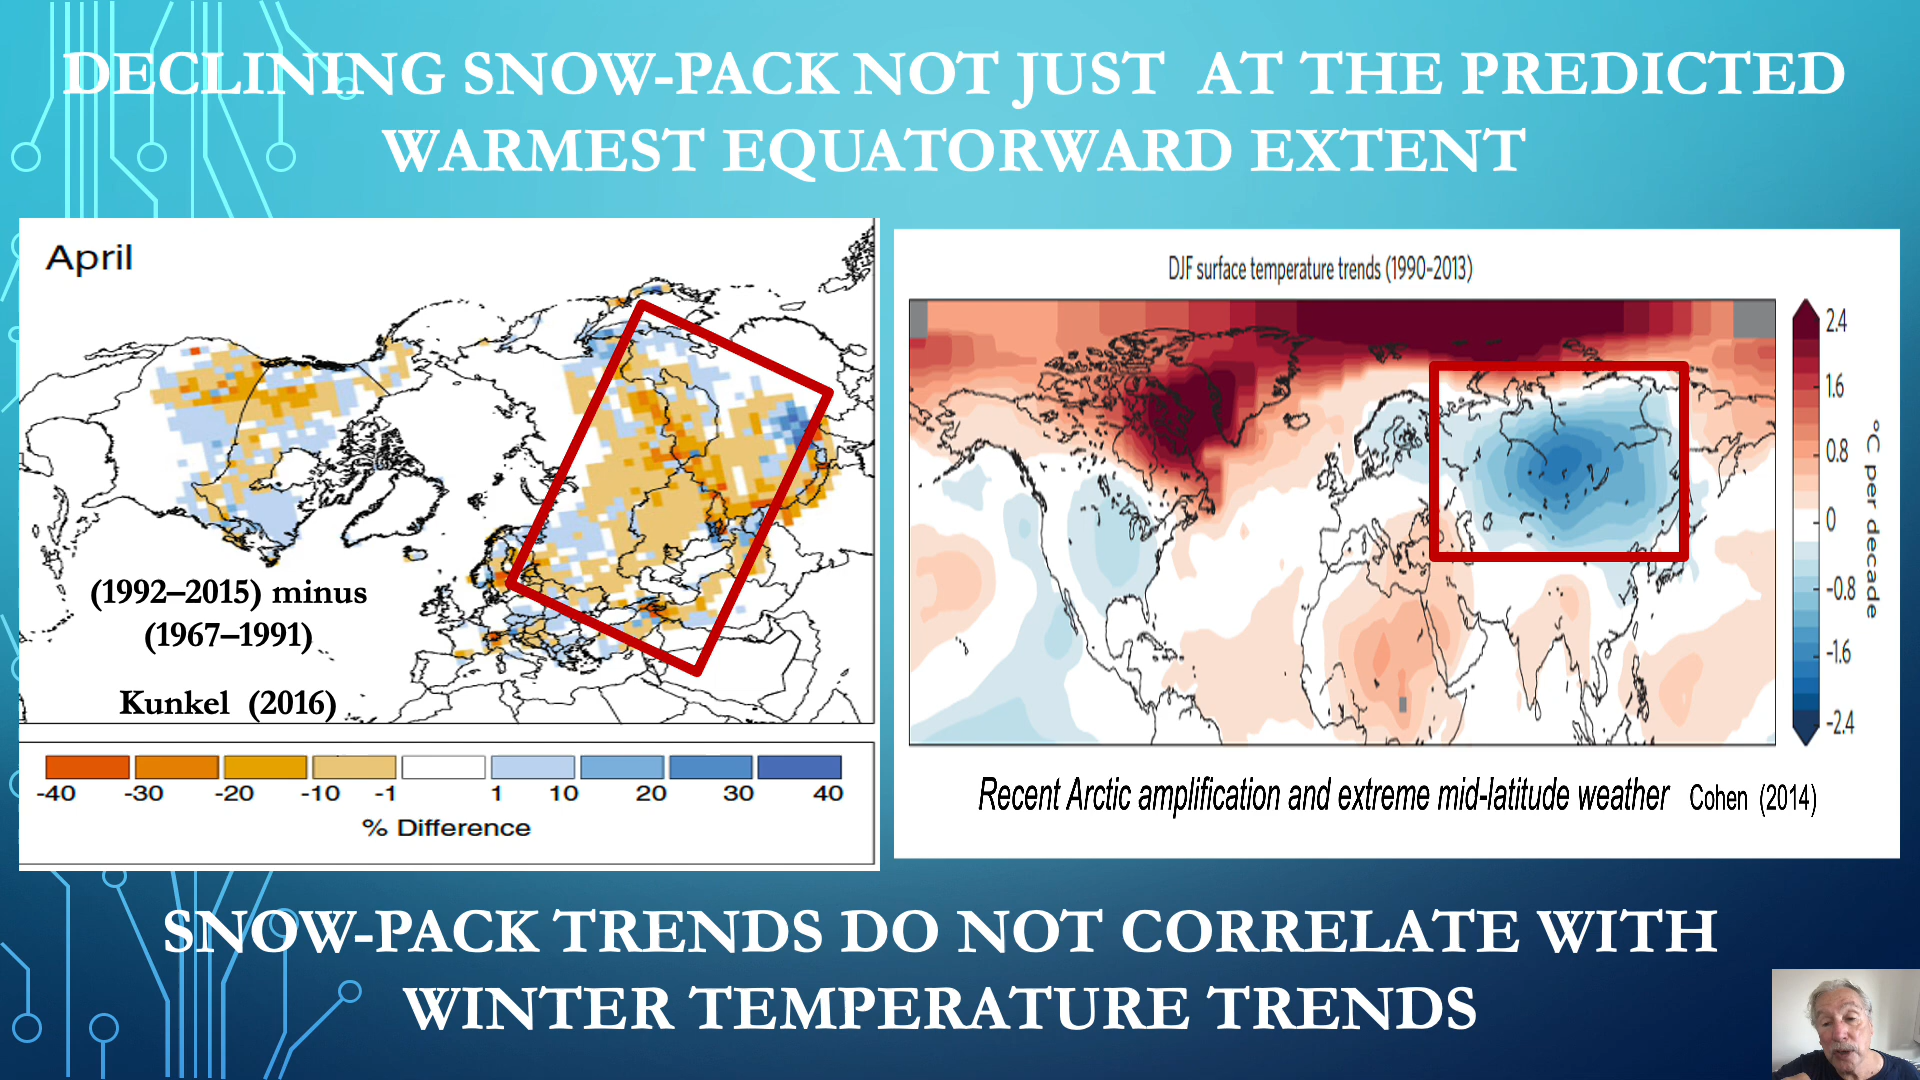 DECLINING SNOW-PACK NOT JUST AT THE PREDICTED
WARMEST EQUATORWARD EXTENT
April
(1992–2015) minus
(1967–1991)
Kunkel (2016)
-40 -30 -20 -10 -1 1 10 20 30 40
% Difference
DJF surface temperature trends (1990–2013)
2.4
1.6
0.8
0
-0.8
-1.6
-2.4
°C per decade
Recent Arctic amplification and extreme mid-latitude weather Cohen (2014)
SNOW-PACK TRENDS DO NOT CORRELATE WITH
WINTER TEMPERATURE TRENDS